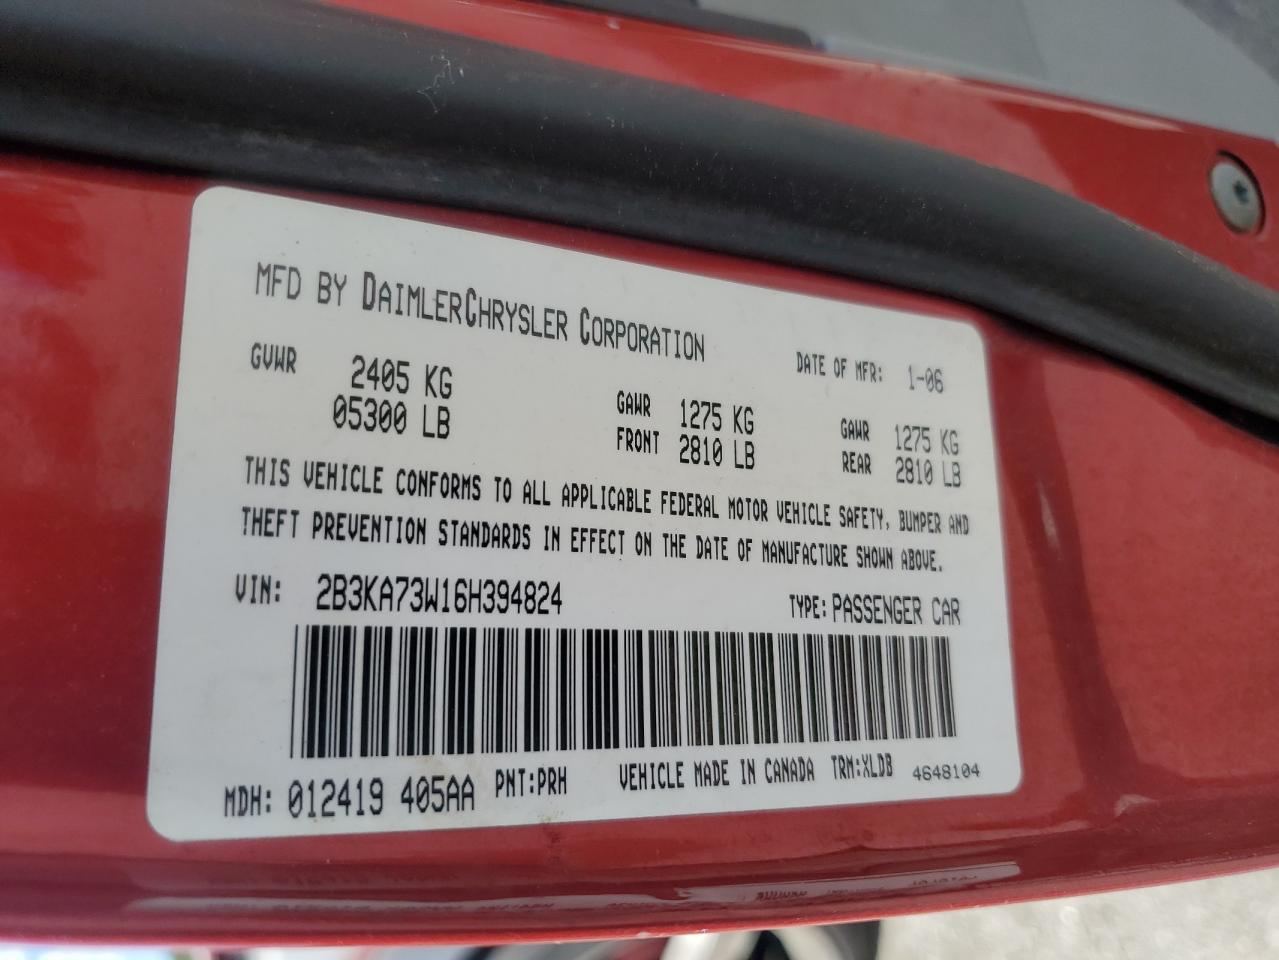 MFD BY DAIMLERCHRYSLER CORPORATION
DATE OF MFR: 1-06
GVWR 2405 KG
05300 LB
GAWR FRONT 1275 KG
2810 LB
GAWR REAR 1275 KG
2810 LB
THIS VEHICLE CONFORMS TO ALL APPLICABLE FEDERAL MOTOR VEHICLE SAFETY, BUMPER AND
THEFT PREVENTION STANDARDS IN EFFECT ON THE DATE OF MANUFACTURE SHOWN ABOVE.
VIN: 2B3KA73W16H394824
TYPE: PASSENGER CAR
MDH: 012419 405AA PNT:PRH VEHICLE MADE IN CANADA TRM:XLDB 4648104